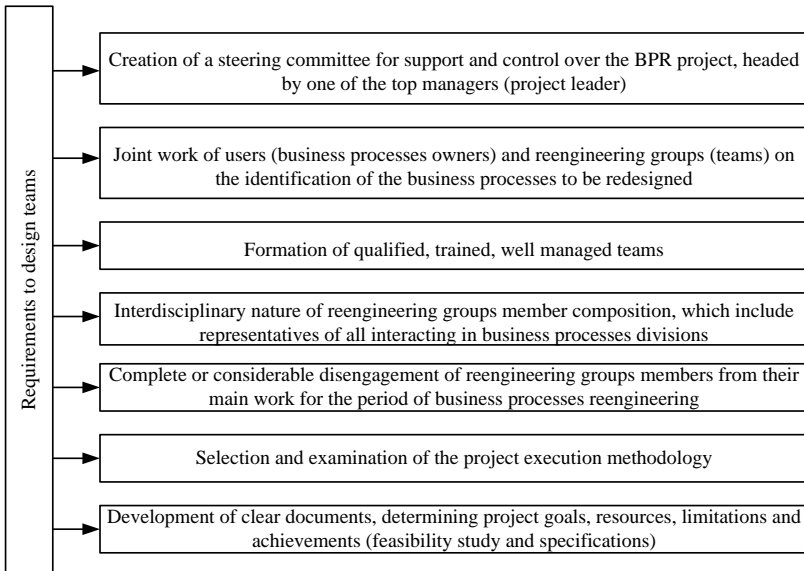 Requirements to design teams
Creation of a steering committee for support and control over the BPR project, headed
by one of the top managers (project leader)
Joint work of users (business processes owners) and reengineering groups (teams) on
the identification of the business processes to be redesigned
Formation of qualified, trained, well managed teams
Interdisciplinary nature of reengineering groups member composition, which include
representatives of all interacting in business processes divisions
Complete or considerable disengagement of reengineering groups members from their
main work for the period of business processes reengineering
Selection and examination of the project execution methodology
Development of clear documents, determining project goals, resources, limitations and
achievements (feasibility study and specifications)